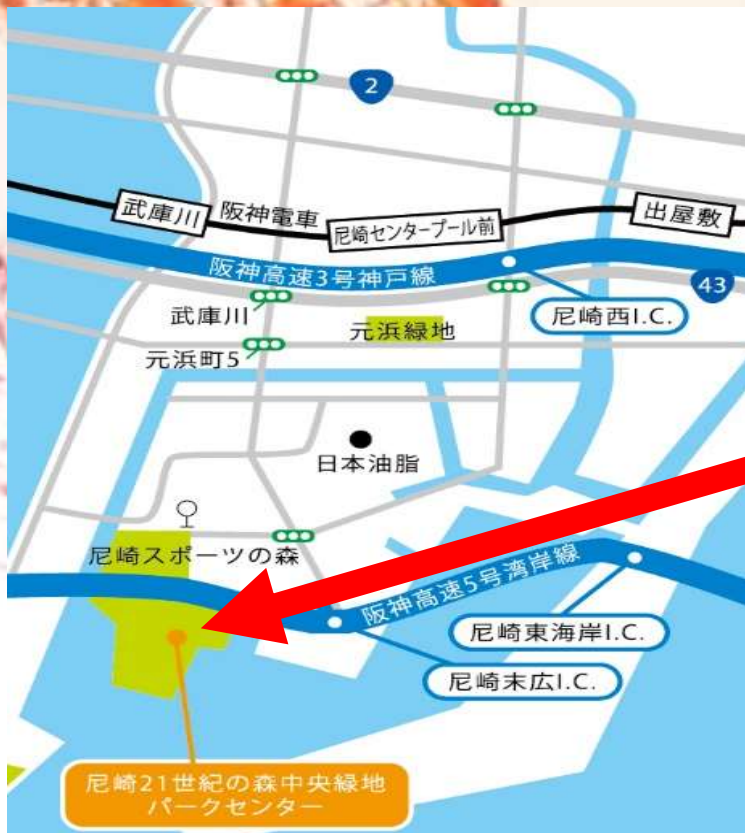 2
武庫川
阪神電車
尼崎センタープール前
出屋敷
阪神高速3号神戸線
43
武庫川
尼崎西I.C.
元浜緑地
元浜町5
日本油脂
尼崎スポーツの森
阪神高速5号湾岸線
尼崎東海岸I.C.
尼崎末広I.C.
尼崎21世紀の森中央緑地
パークセンター